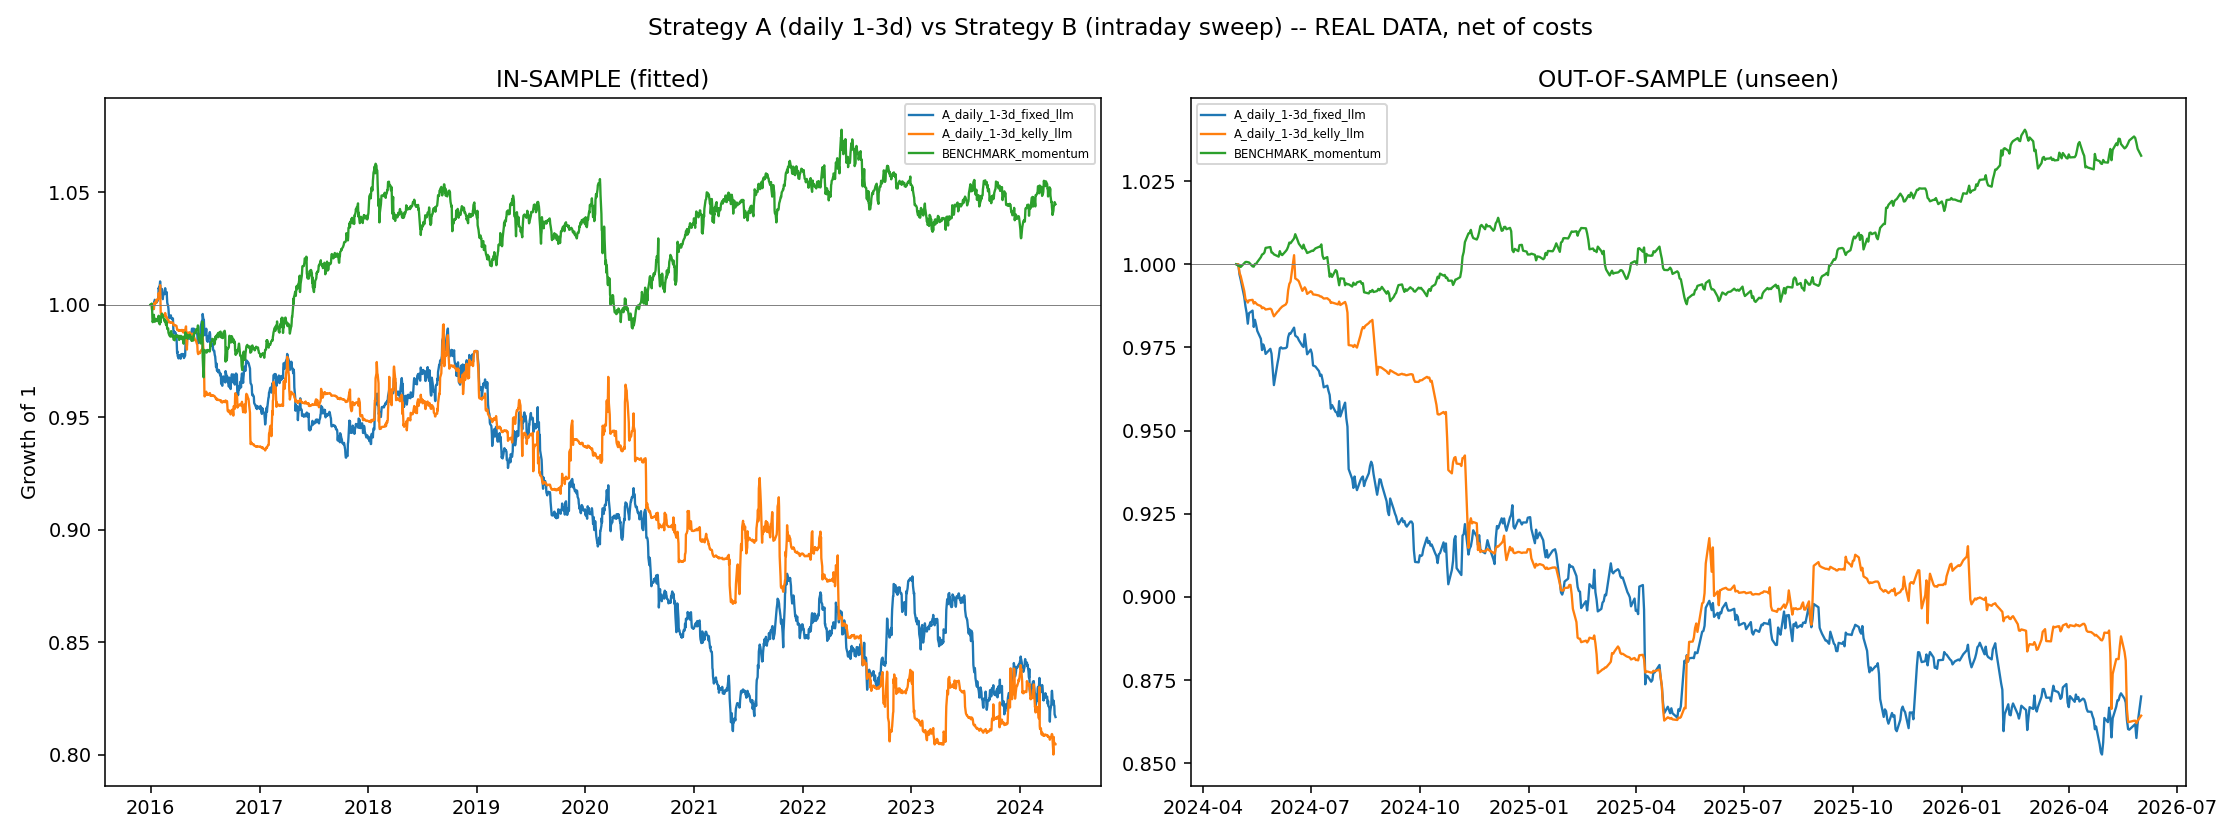 Strategy A (daily 1-3d) vs Strategy B (intraday sweep) -- REAL DATA, net of costs
IN-SAMPLE (fitted)
A_daily_1-3d_fixed_llm
A_daily_1-3d_kelly_llm
BENCHMARK_momentum
Growth of 1
1.05
1.00
0.95
0.90
0.85
0.80
2016 2017 2018 2019 2020 2021 2022 2023 2024
OUT-OF-SAMPLE (unseen)
A_daily_1-3d_fixed_llm
A_daily_1-3d_kelly_llm
BENCHMARK_momentum
1.025
1.000
0.975
0.950
0.925
0.900
0.875
0.850
2024-04 2024-07 2024-10 2025-01 2025-04 2025-07 2025-10 2026-01 2026-04 2026-07